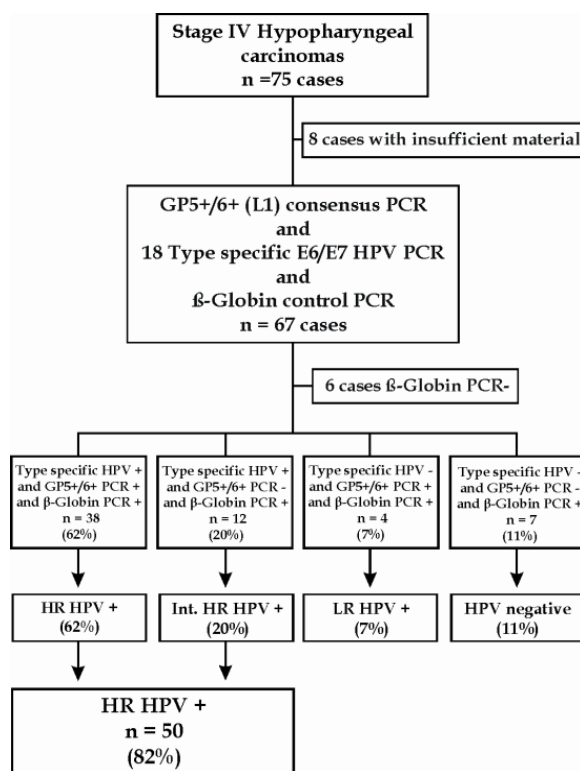 Stage IV Hypopharyngeal
carcinomas
n =75 cases
8 cases with insufficient material
GP5+/6+ (L1) consensus PCR
and
18 Type specific E6/E7 HPV PCR
and
ß-Globin control PCR
n = 67 cases
6 cases ß-Globin PCR-
Type specific HPV +
and GP5+/6+ PCR +
and β-Globin PCR +
n = 38
(62%)
Type specific HPV +
and GP5+/6+ PCR -
and β-Globin PCR +
n = 12
(20%)
Type specific HPV -
and GP5+/6+ PCR +
and β-Globin PCR +
n = 4
(7%)
Type specific HPV -
and GP5+/6+ PCR -
and β-Globin PCR +
n = 7
(11%)
HR HPV +
(62%)
Int. HR HPV +
(20%)
LR HPV +
(7%)
HPV negative
(11%)
HR HPV +
n = 50
(82%)